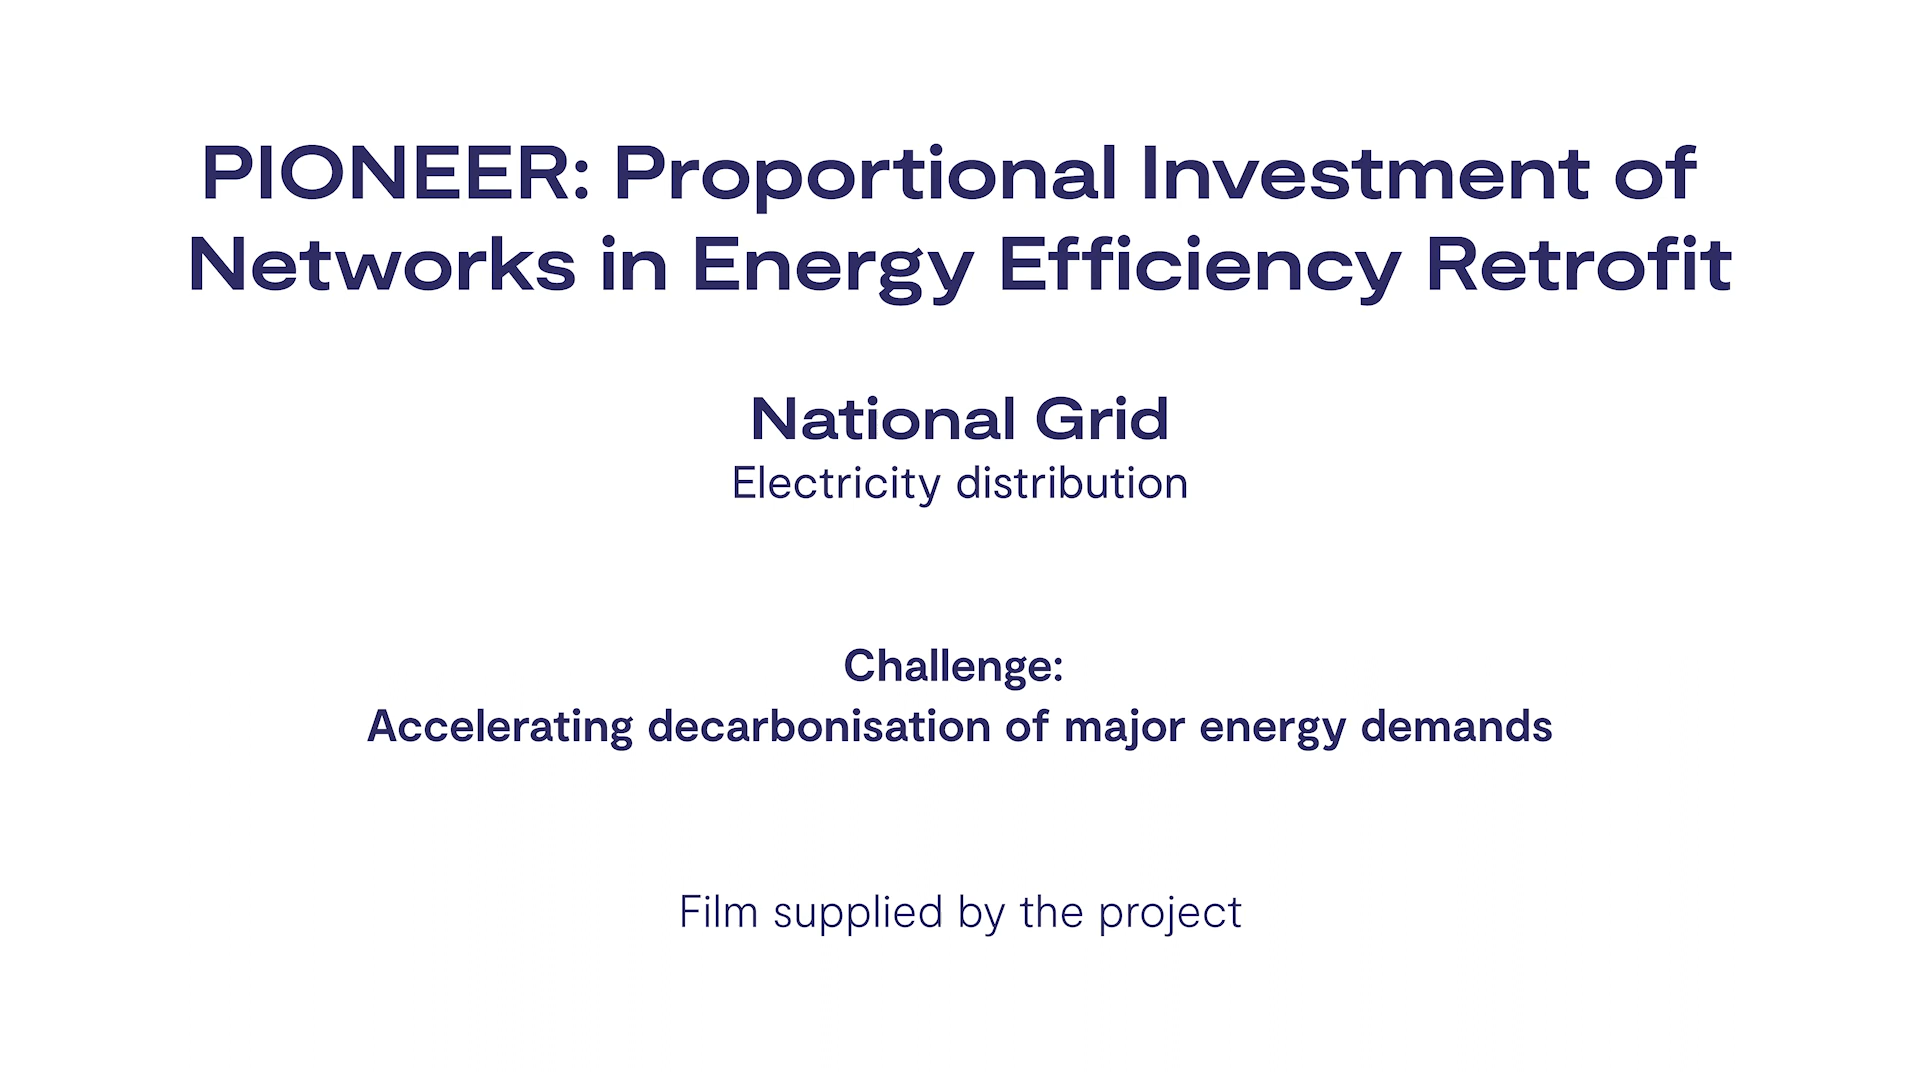 PIONEER: Proportional Investment of
Networks in Energy Efficiency Retrofit
National Grid
Electricity distribution
Challenge:
Accelerating decarbonisation of major energy demands
Film supplied by the project